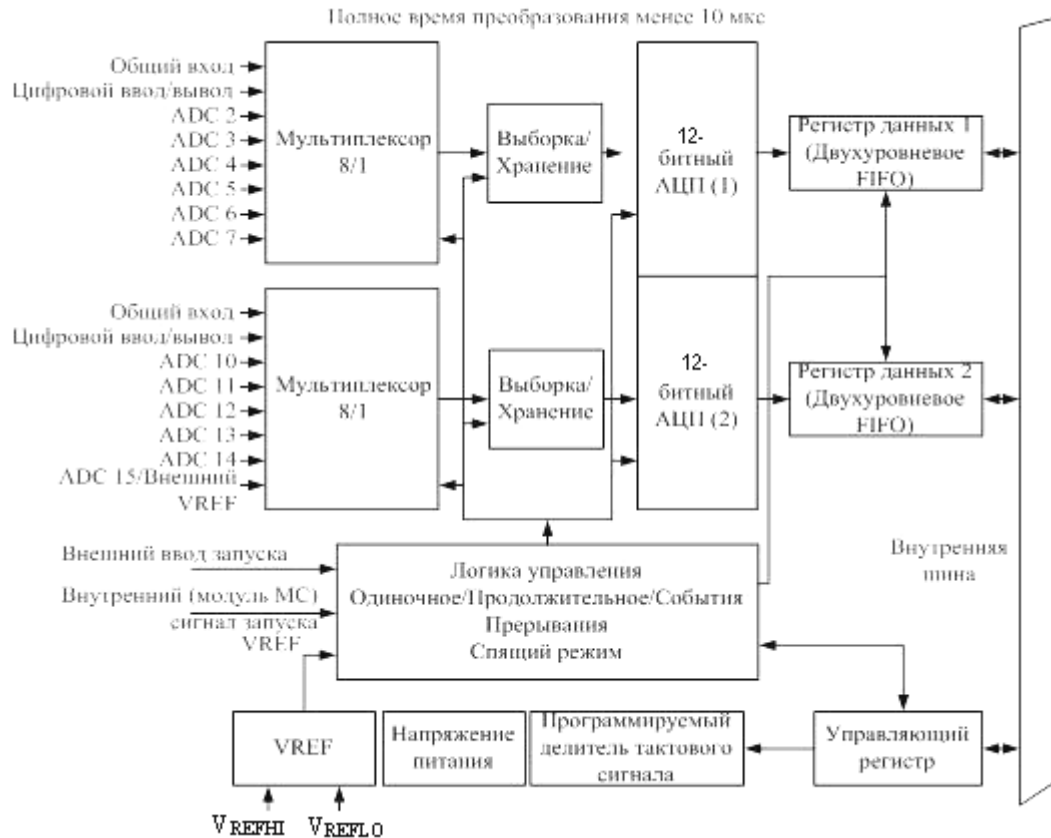 Полное время преобразования менее 10 мкс
Общий вход
Цифровой ввод/вывод
ADC 2
ADC 3
ADC 4
ADC 5
ADC 6
ADC 7
Мультиплексор
8/1
Выборка/
Хранение
12-
битный
АЦП (1)
Регистр данных 1
(Двухуровневое
FIFO)
Общий вход
Цифровой ввод/вывод
ADC 10
ADC 11
ADC 12
ADC 13
ADC 14
ADC 15/Внешний
VREF
Мультиплексор
8/1
Выборка/
Хранение
12-
битный
АЦП (2)
Регистр данных 2
(Двухуровневое
FIFO)
Внешний ввод запуска
Внутренний (модуль МС)
сигнал запуска
VREF
Логика управления
Одиночное/Продолжительное/События
Прерывания
Спящий режим
Внутренняя
шина
VREF
Напряжение
питания
Программируемый
делитель тактового
сигнала
Управляющий
регистр
VREFHI VREFLO